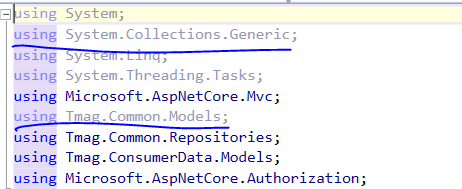 using System;
using System.Collections.Generic;
using System.Linq;
using System.Threading.Tasks;
using Microsoft.AspNetCore.Mvc;
using Tmag.Common.Models;
using Tmag.Common.Repositories;
using Tmag.ConsumerData.Models;
using Microsoft.AspNetCore.Authorization;